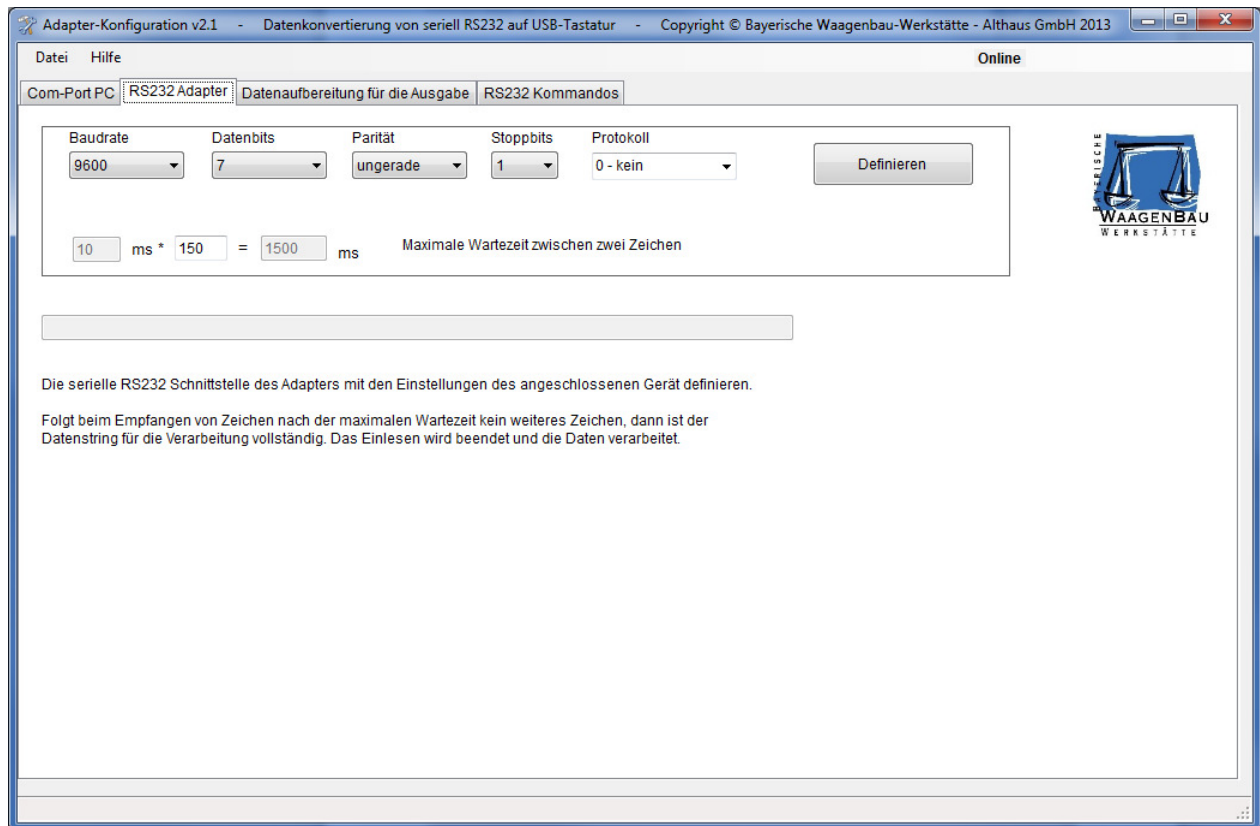 Adapter-Konfiguration v2.1 - Datenkonvertierung von seriell RS232 auf USB-Tastatur - Copyright © Bayerische Waagenbau-Werkstätte - Althaus GmbH 2013
Datei Hilfe Online
Com-Port PC RS232 Adapter Datenaufbereitung für die Ausgabe RS232 Kommandos
Baudrate Datenbits Parität Stoppbits Protokoll
9600 7 ungerade 1 0 - kein Definieren
10 ms * 150 = 1500 ms Maximale Wartezeit zwischen zwei Zeichen
BAYERISCHE
WAAGENBAU
WERKSTÄTTE
Die serielle RS232 Schnittstelle des Adapters mit den Einstellungen des angeschlossenen Gerät definieren.
Folgt beim Empfangen von Zeichen nach der maximalen Wartezeit kein weiteres Zeichen, dann ist der
Datenstring für die Verarbeitung vollständig. Das Einlesen wird beendet und die Daten verarbeitet.